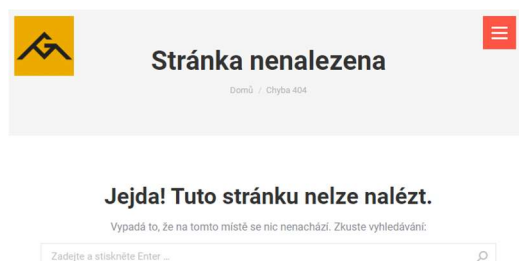 Stránka nenalezena
Domů / Chyba 404
Jejda! Tuto stránku nelze nalézt.
Vypadá to, že na tomto místě se nic nenachází. Zkuste vyhledávání:
Zadejte a stiskněte Enter …